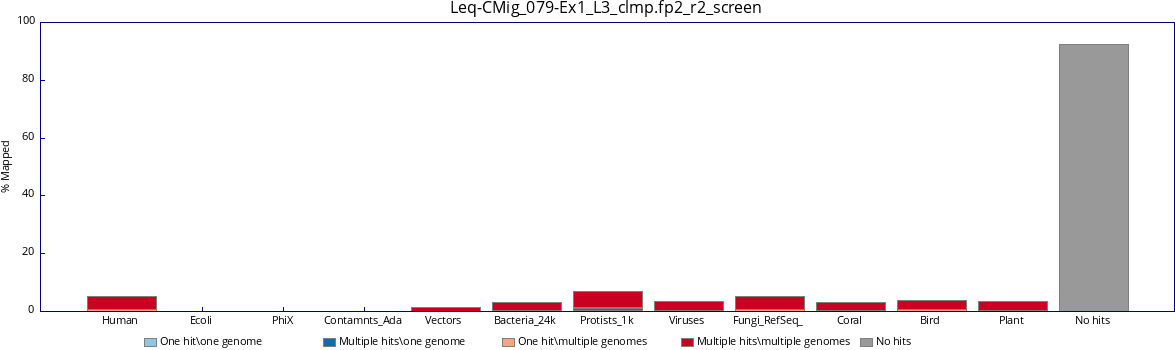 Leq-CMig_079-Ex1_L3_clmp.fp2_r2_screen
100
80
60
40
20
0
% Mapped
Human Ecoli PhiX Contamnts_Ada Vectors Bacteria_24k Protists_1k Viruses Fungi_RefSeq_ Coral Bird Plant No hits
One hit\one genome Multiple hits\one genome One hit\multiple genomes Multiple hits\multiple genomes No hits